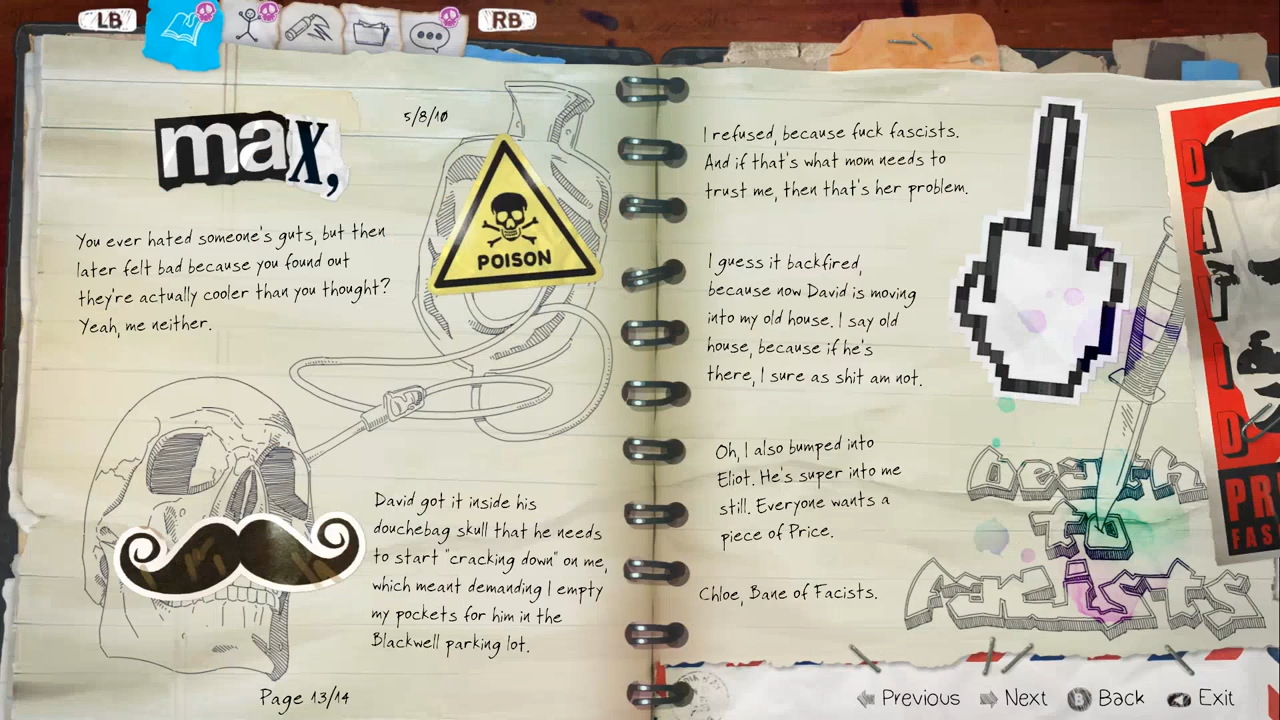 LB
RB
max,
5/8/10
POISON
You ever hated someone's guts, but then
later felt bad because you found out
they're actually cooler than you thought?
Yeah, me neither.
David got it inside his
douchebag skull that he needs
to start "cracking down" on me,
which meant demanding I empty
my pockets for him in the
Blackwell parking lot.
Page 13/14
I refused, because fuck fascists.
And if that's what mom needs to
trust me, then that's her problem.
I guess it backfired,
because now David is moving
into my old house. I say old
house, because if he's
there, I sure as shit am not.
Oh, I also bumped into
Eliot. He's super into me
still. Everyone wants a
piece of Price.
Chloe, Bane of Facists.
death
to
fascists
DAVID
PR
FAS
Previous
Next
B Back
Exit